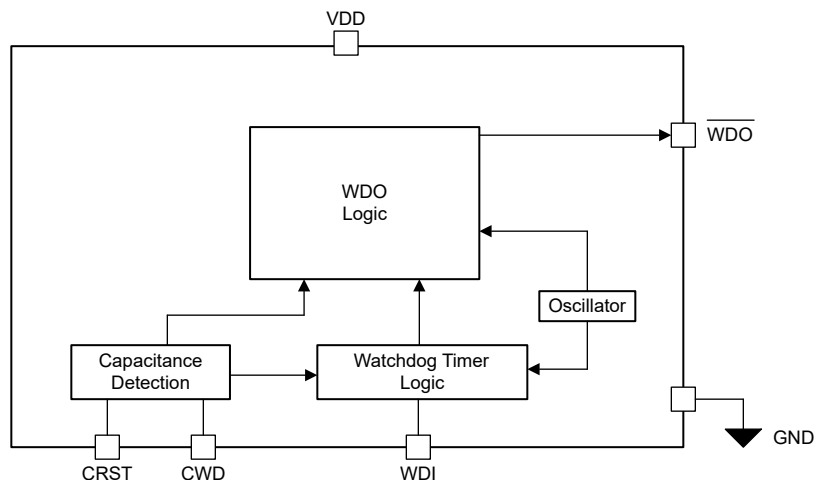 VDD
WDO
WDO
Logic
Oscillator
Capacitance
Detection
Watchdog Timer
Logic
GND
CRST
CWD
WDI